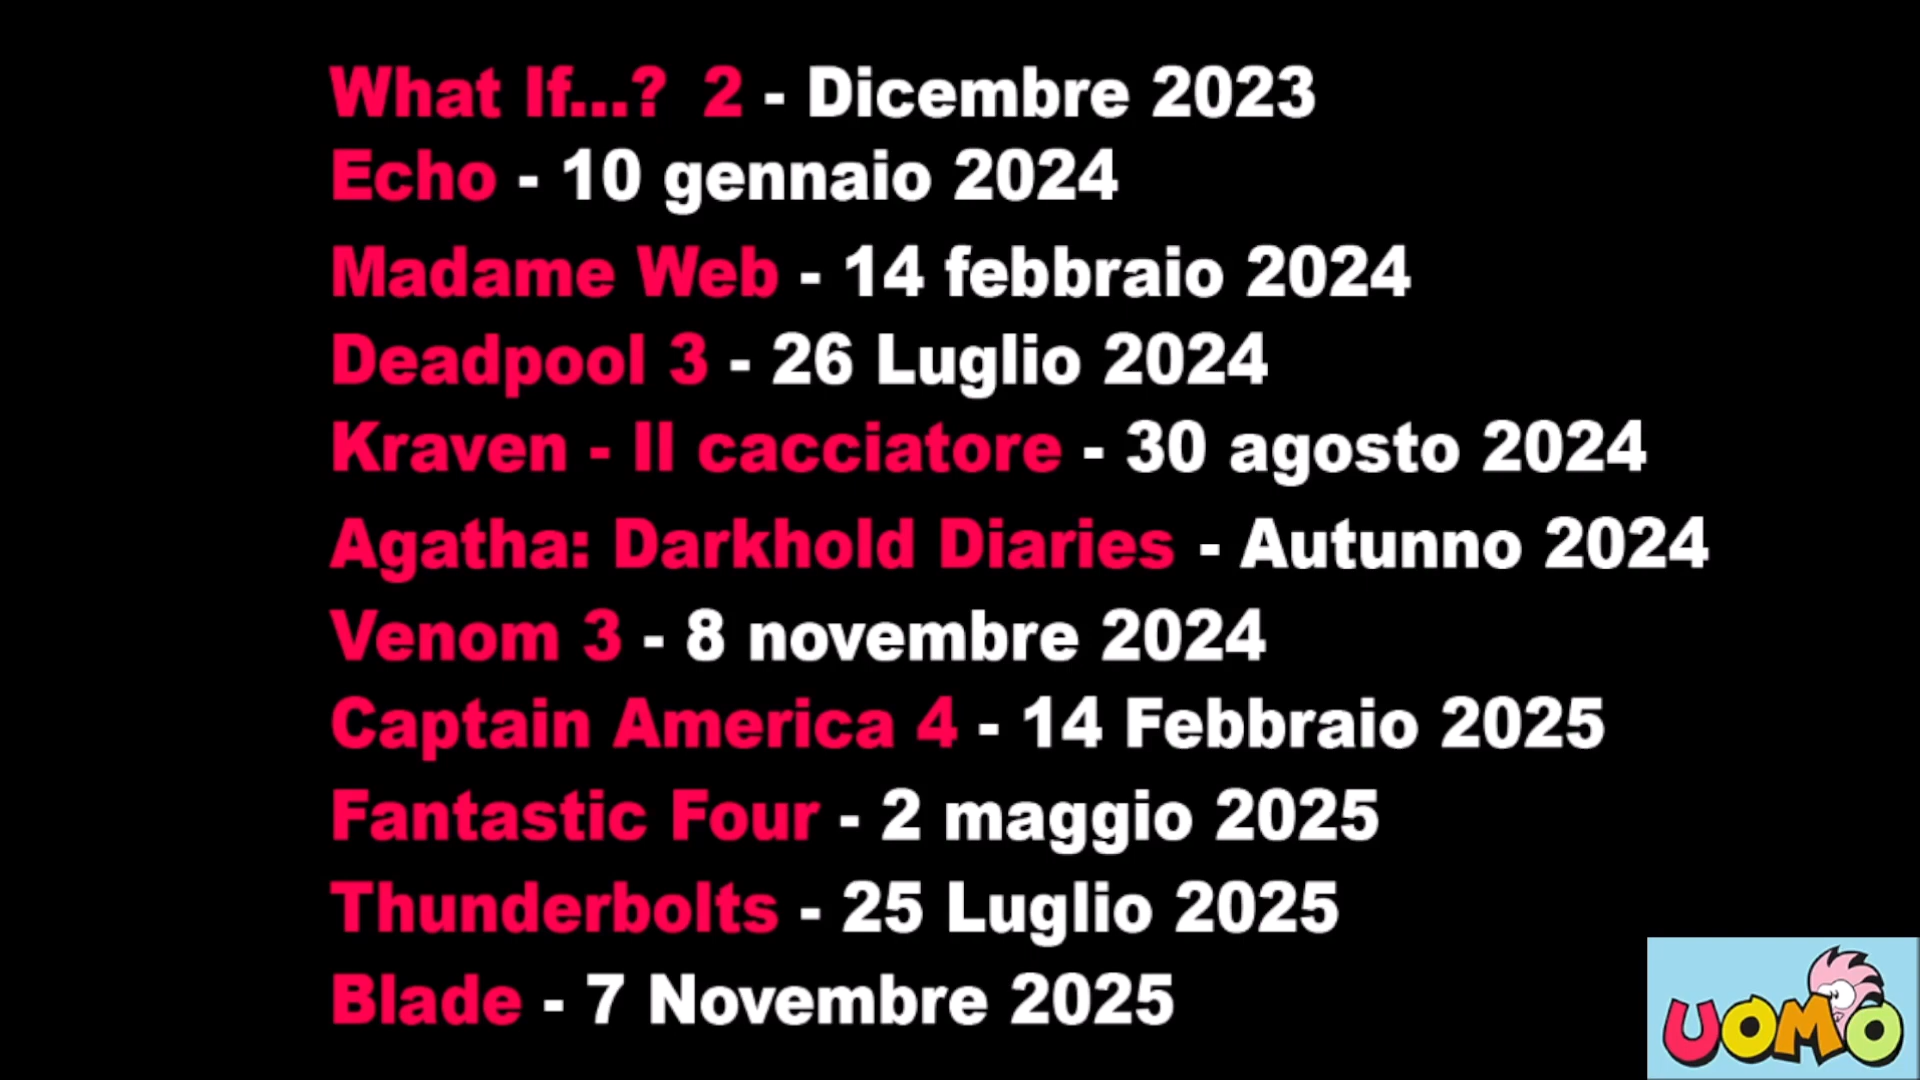 What If...? 2 - Dicembre 2023
Echo - 10 gennaio 2024
Madame Web - 14 febbraio 2024
Deadpool 3 - 26 Luglio 2024
Kraven - Il cacciatore - 30 agosto 2024
Agatha: Darkhold Diaries - Autunno 2024
Venom 3 - 8 novembre 2024
Captain America 4 - 14 Febbraio 2025
Fantastic Four - 2 maggio 2025
Thunderbolts - 25 Luglio 2025
Blade - 7 Novembre 2025
UOMO